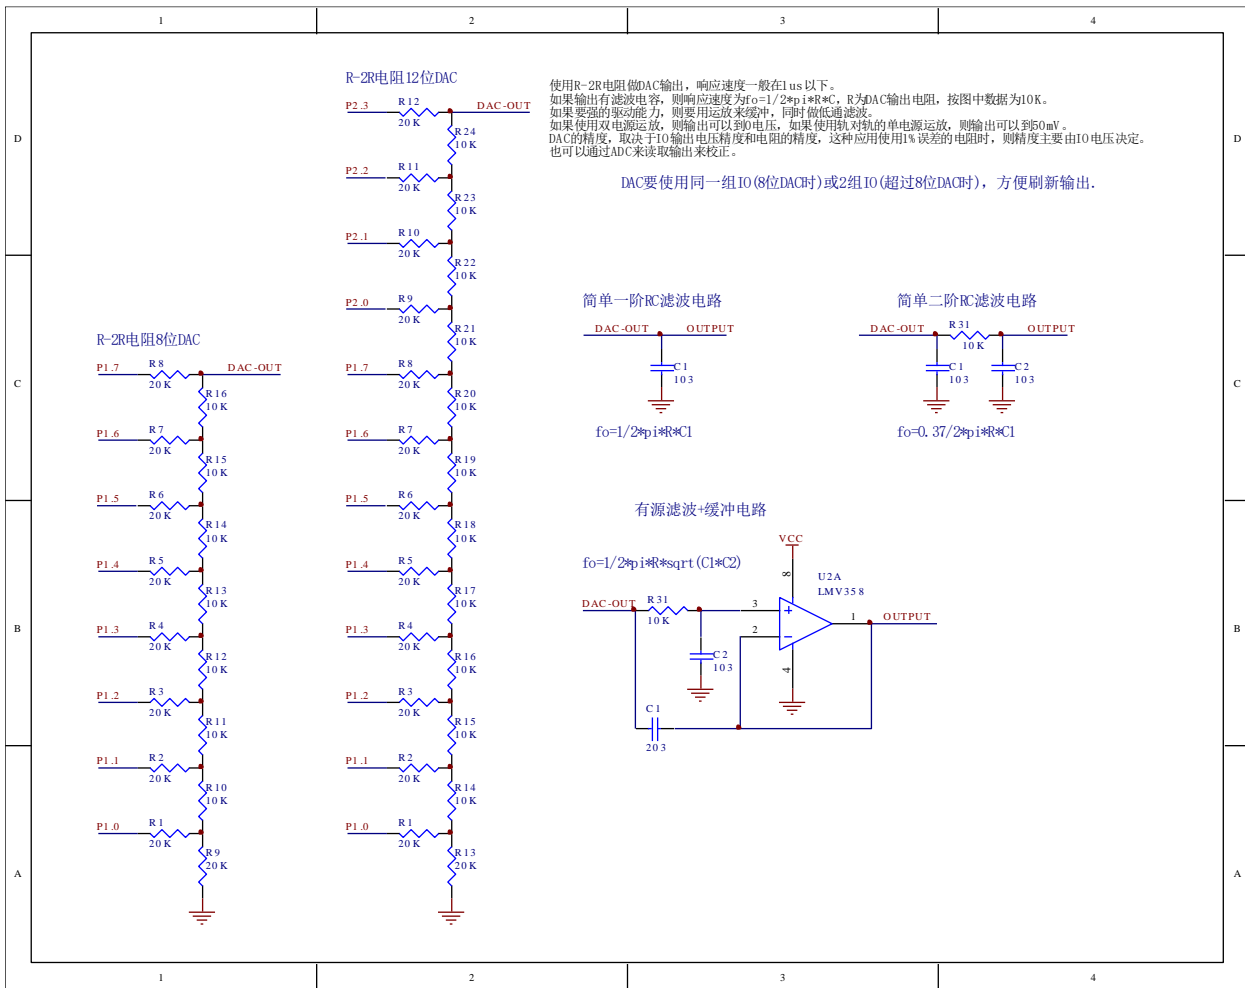 1 2 3 4
R-2R电阻12位DAC
使用R-2R电阻做DAC输出，响应速度一般在1us以下。
如果输出有滤波电容，则响应速度为fo=1/2*pi*R*C，R为DAC输出电阻，按图中数据为10K。
如果要强的驱动能力，则要用运放来缓冲，同时做低通滤波。
如果使用双电源运放，则输出可以到0电压，如果使用轨对轨的单电源运放，则输出可以到50mV。
DAC的精度，取决于IO输出电压精度和电阻的精度，这种应用使用1%误差的电阻时，则精度主要由IO电压决定。
也可以通过ADC来读取输出来校正。
DAC要使用同一组IO(8位DAC时)或2组IO(超过8位DAC时)，方便刷新输出.
D D
P2.3 R12 DAC-OUT
20K
R24
10K
P2.2 R11
20K
R23
10K
P2.1 R10
20K
R22
10K
P2.0 R9
20K
R21
10K
P1.7 R8
20K
R20
10K
P1.6 R7
20K
R19
10K
P1.5 R6
20K
R18
10K
P1.4 R5
20K
R17
10K
P1.3 R4
20K
R16
10K
P1.2 R3
20K
R15
10K
P1.1 R2
20K
R14
10K
P1.0 R1
20K
R13
20K
R-2R电阻8位DAC
P1.7 R8 DAC-OUT
20K
R16
10K
P1.6 R7
20K
R15
10K
P1.5 R6
20K
R14
10K
P1.4 R5
20K
R13
10K
P1.3 R4
20K
R12
10K
P1.2 R3
20K
R11
10K
P1.1 R2
20K
R10
10K
P1.0 R1
20K
R9
20K
简单一阶RC滤波电路
DAC-OUT OUTPUT
C1
103
fo=1/2*pi*R*C1
简单二阶RC滤波电路
DAC-OUT R31 OUTPUT
10K
C1 C2
103 103
fo=0.37/2*pi*R*C1
C C
有源滤波+缓冲电路
fo=1/2*pi*R*sqrt(C1*C2)
VCC
8
U2A
LMV358
DAC-OUT R31 3
10K
+
1 OUTPUT
2
−
C2
103
4
C1
203
B B
A A
1 2 3 4